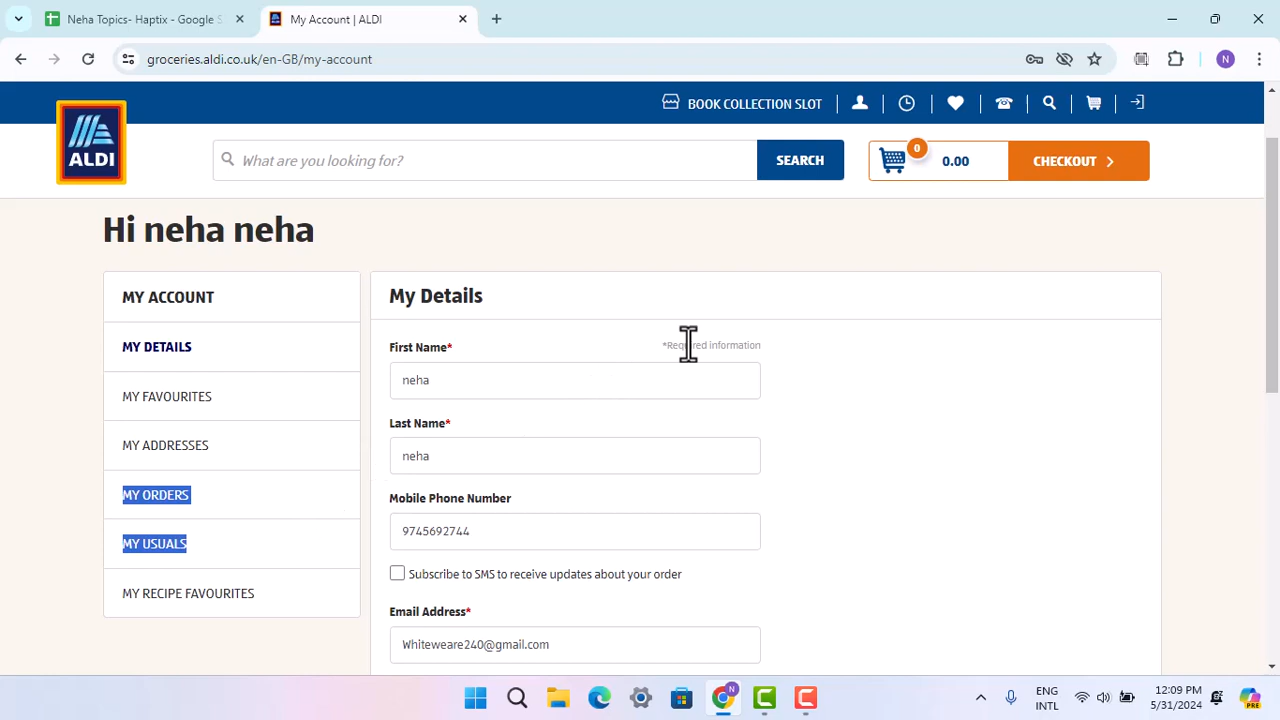 Neha Topics- Haptix - Google S
My Account | ALDI
groceries.aldi.co.uk/en-GB/my-account
N
BOOK COLLECTION SLOT
ALDI
What are you looking for?
SEARCH
0
0.00
CHECKOUT
Hi neha neha
MY ACCOUNT
MY DETAILS
MY FAVOURITES
MY ADDRESSES
MY ORDERS
MY USUALS
MY RECIPE FAVOURITES
My Details
*Required information
First Name*
neha
Last Name*
neha
Mobile Phone Number
9745692744
Subscribe to SMS to receive updates about your order
Email Address*
Whiteweare240@gmail.com
N
ENG
INTL
12:09 PM
5/31/2024
PRE